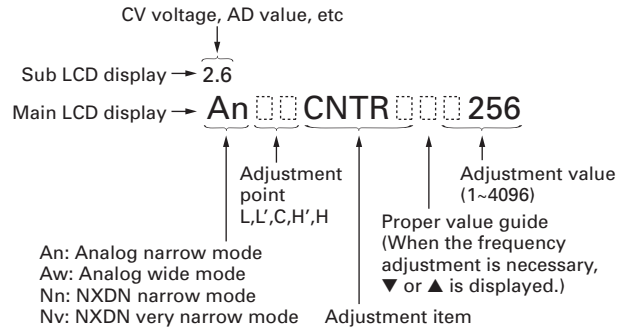 CV voltage, AD value, etc
Sub LCD display
2.6
Main LCD display
An CNTR 256
Adjustment
point
L,L',C,H',H
Adjustment value
(1~4096)
Proper value guide
(When the frequency
adjustment is necessary,
▼ or ▲ is displayed.)
An: Analog narrow mode
Aw: Analog wide mode
Nn: NXDN narrow mode
Nv: NXDN very narrow mode
Adjustment item